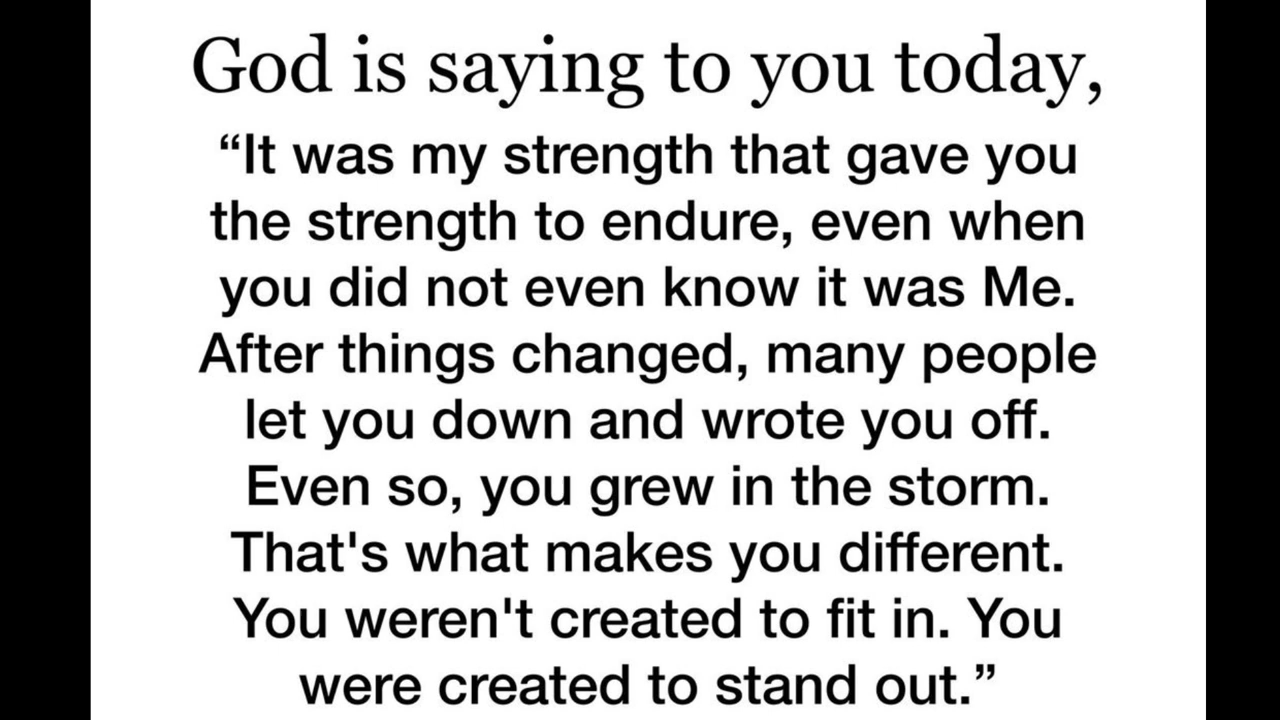 God is saying to you today,
“It was my strength that gave you
the strength to endure, even when
you did not even know it was Me.
After things changed, many people
let you down and wrote you off.
Even so, you grew in the storm.
That's what makes you different.
You weren't created to fit in. You
were created to stand out.”